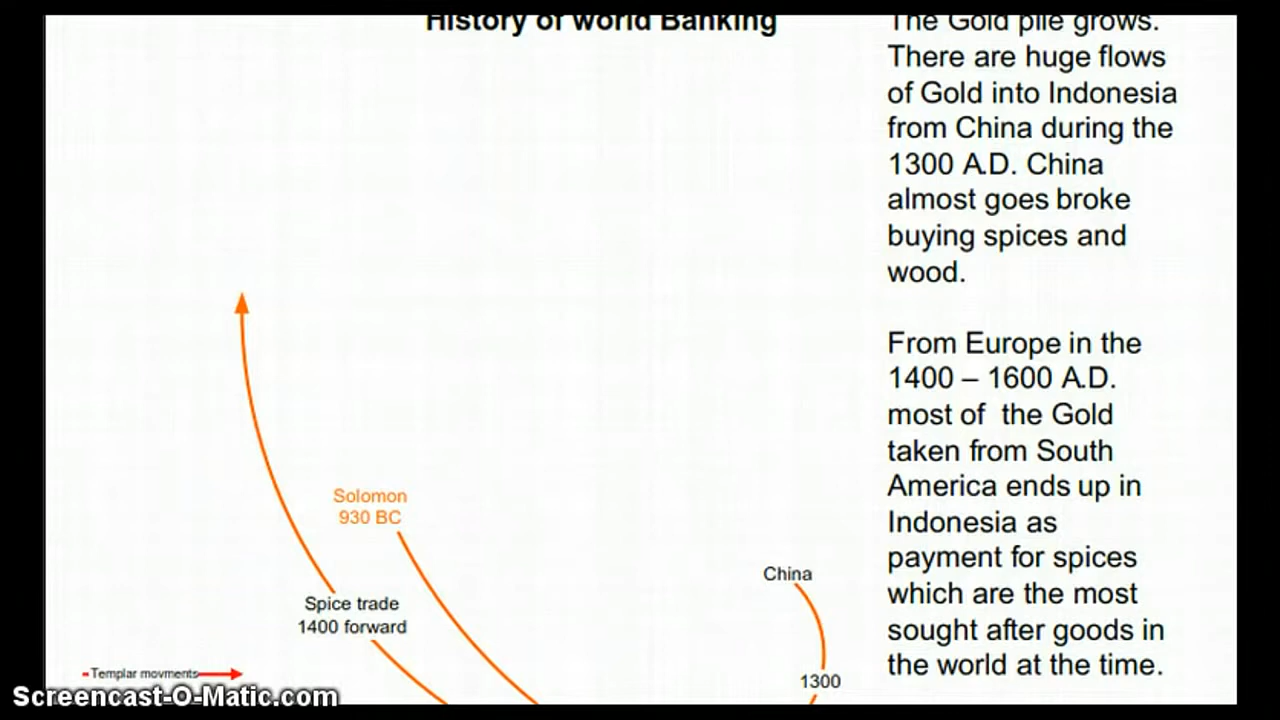 History of World Banking
The Gold pile grows.
There are huge flows
of Gold into Indonesia
from China during the
1300 A.D. China
almost goes broke
buying spices and
wood.
From Europe in the
1400 – 1600 A.D.
most of the Gold
taken from South
America ends up in
Indonesia as
payment for spices
which are the most
sought after goods in
the world at the time.
Solomon
930 BC
China
Spice trade
1400 forward
Templar movments
1300
Screencast-O-Matic.com